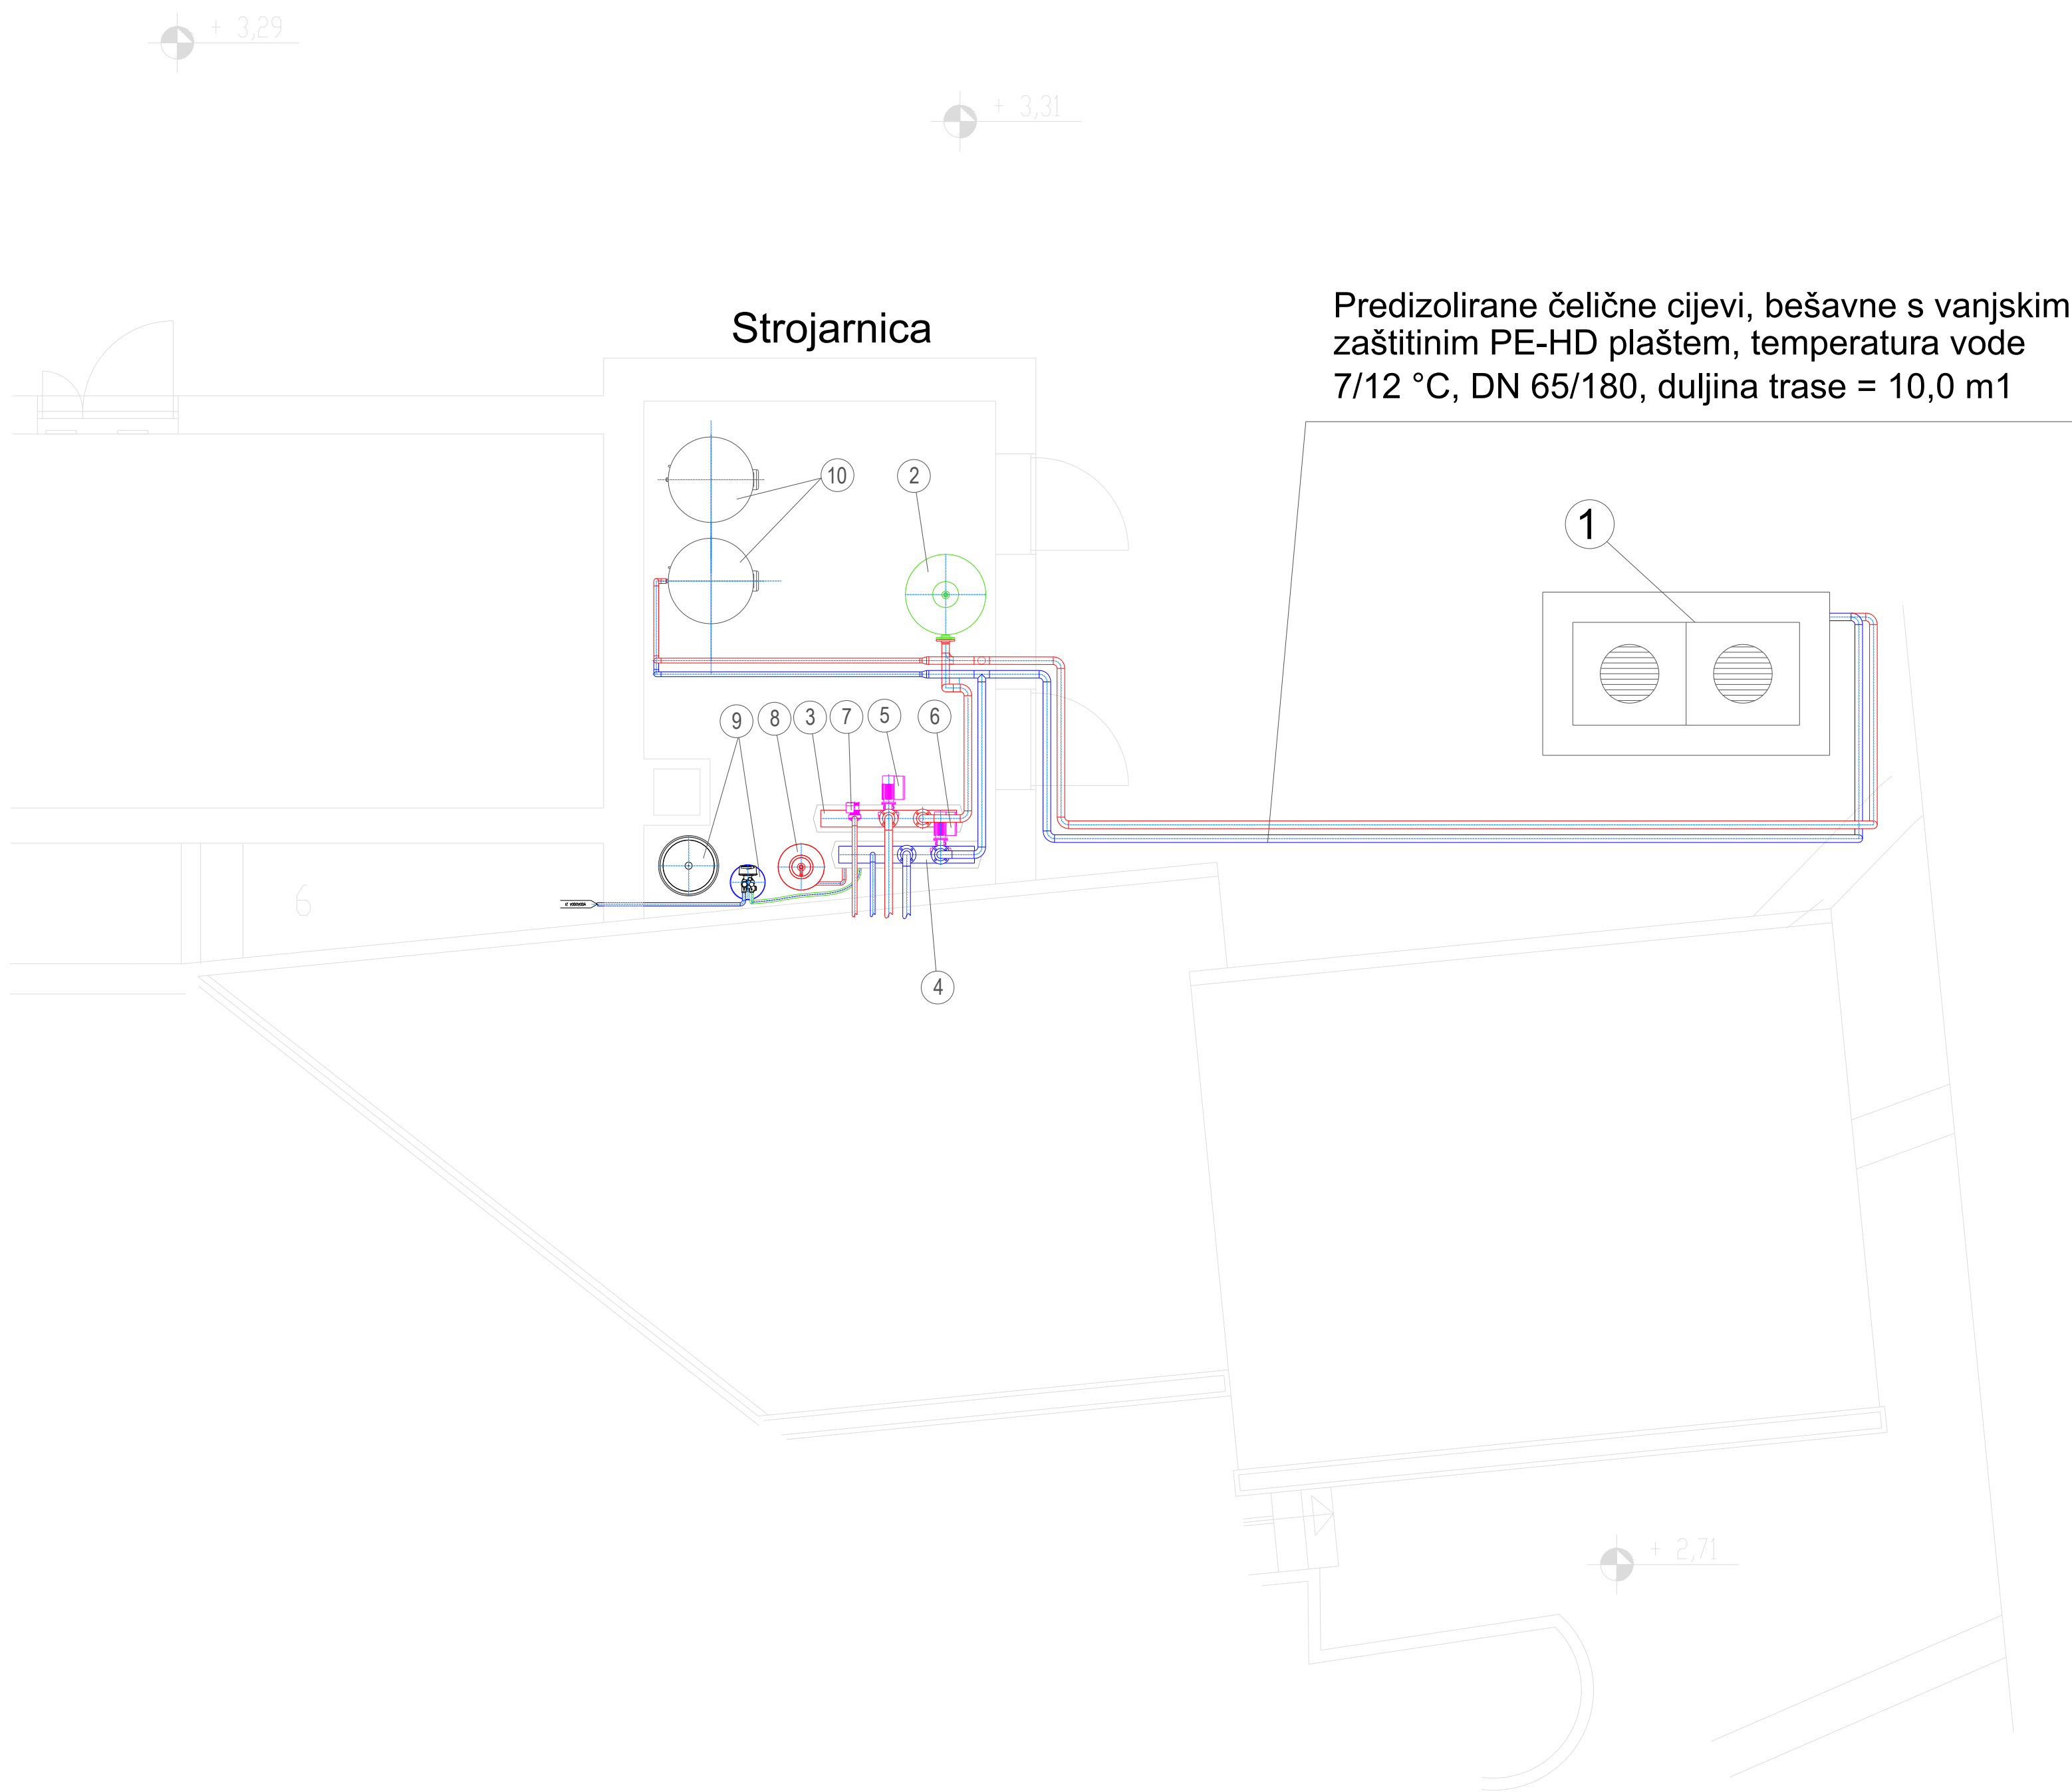 + 3,29
+ 3,31
Strojarnica
Predizolirane čelične cijevi, bešavne s vanjskim
zaštitinim PE-HD plaštem, temperatura vode
7/12 °C, DN 65/180, duljina trase = 10,0 m1
10
2
1
9
8
3
7
5
6
6
IZ VODOVODA
4
+ 2,71